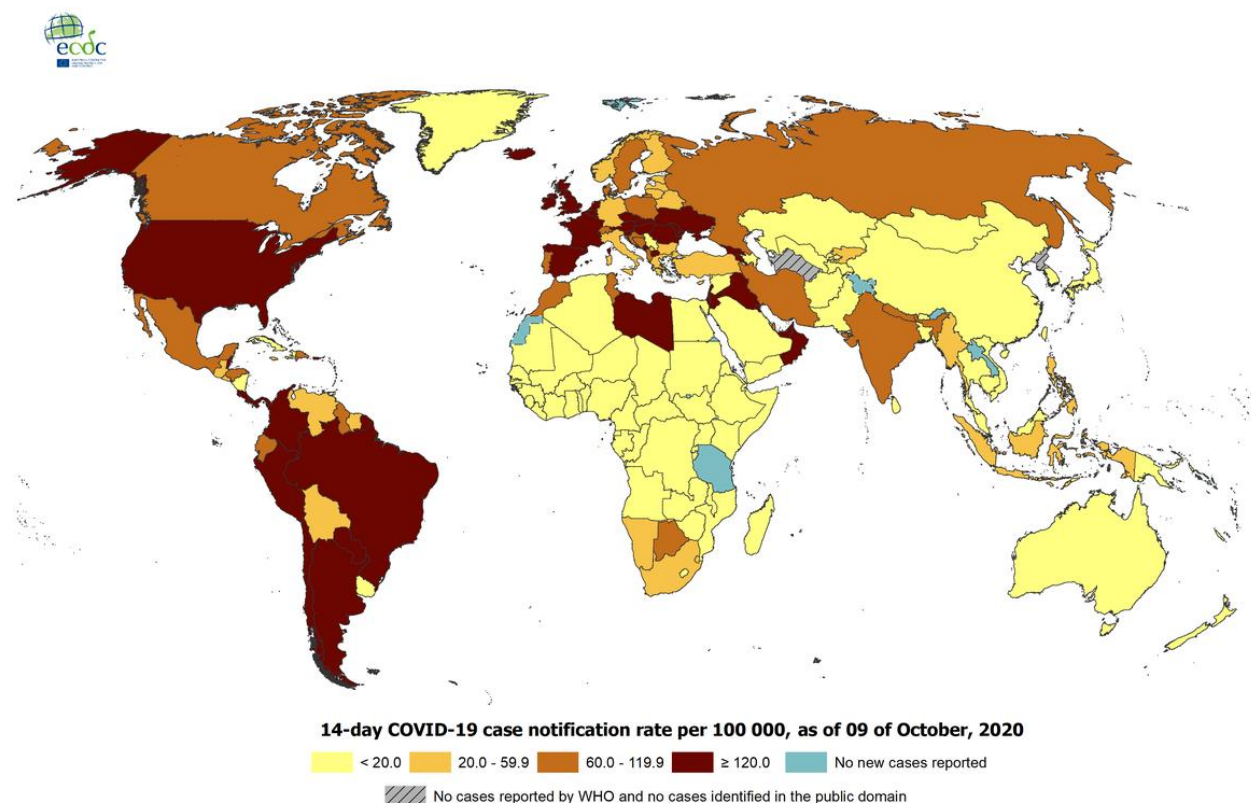 ecdc
14-day COVID-19 case notification rate per 100 000, as of 09 of October, 2020
< 20.0
20.0 - 59.9
60.0 - 119.9
≥ 120.0
No new cases reported
No cases reported by WHO and no cases identified in the public domain